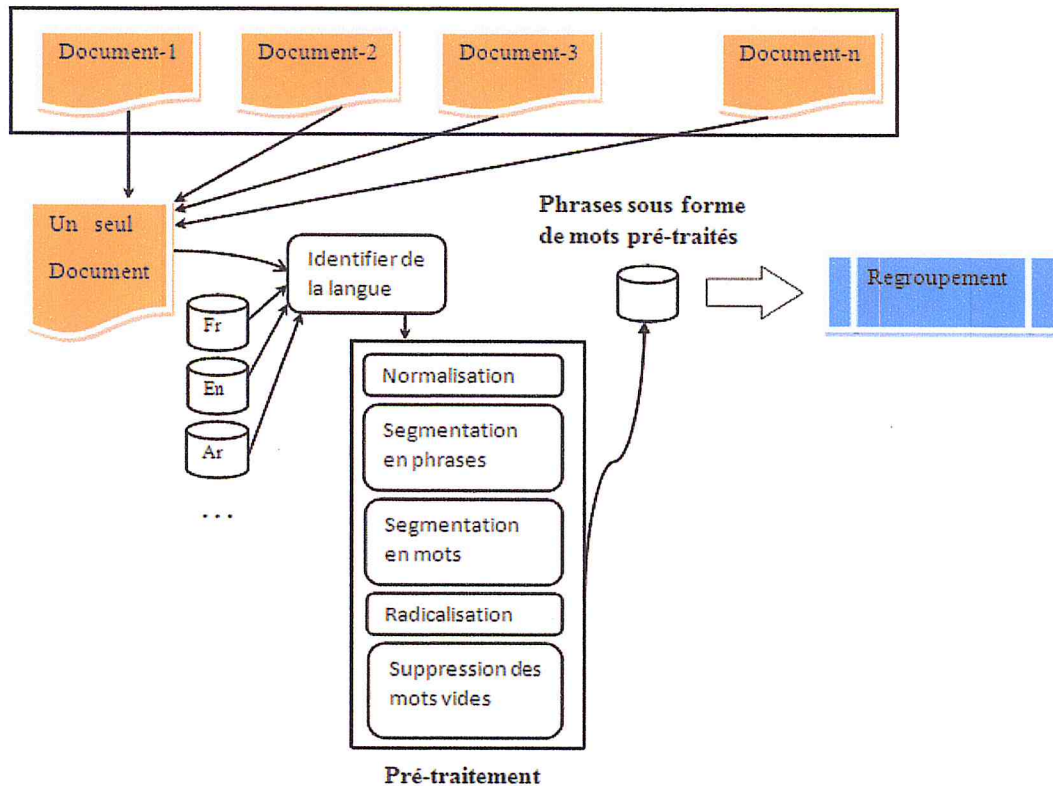 Document-1
Document-2
Document-3
Document-n
Un seul
Document
Identifier de
la langue
Fr
En
Ar
...
Phrases sous forme
de mots pré-traités
Regroupement
Normalisation
Segmentation
en phrases
Segmentation
en mots
Radicalisation
Suppression des
mots vides
Pré-traitement